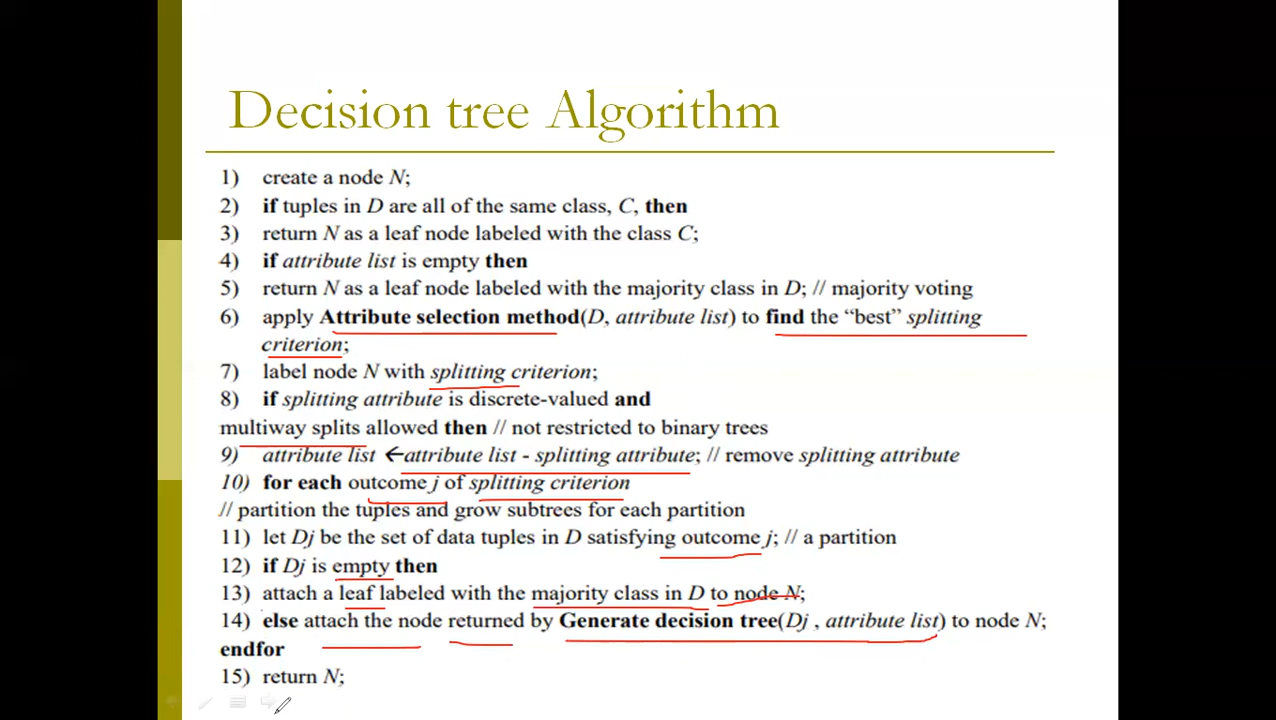 Decision tree Algorithm
1) create a node N;
2) if tuples in D are all of the same class, C, then
3) return N as a leaf node labeled with the class C;
4) if attribute list is empty then
5) return N as a leaf node labeled with the majority class in D; // majority voting
6) apply Attribute selection method(D, attribute list) to find the “best” splitting
criterion;
7) label node N with splitting criterion;
8) if splitting attribute is discrete-valued and
multiway splits allowed then // not restricted to binary trees
9) attribute list ←attribute list - splitting attribute; // remove splitting attribute
10) for each outcome j of splitting criterion
// partition the tuples and grow subtrees for each partition
11) let Dj be the set of data tuples in D satisfying outcome j; // a partition
12) if Dj is empty then
13) attach a leaf labeled with the majority class in D to node N;
14) else attach the node returned by Generate decision tree(Dj , attribute list) to node N;
endfor
15) return N;